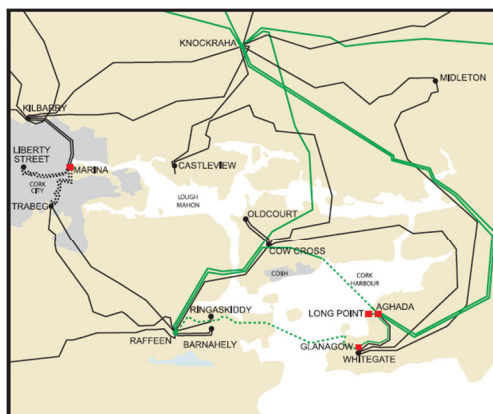 KNOCKRAHA
MIDLETON
KILBARRY
LIBERTY
STREET
MARINA
CASTLEVIEW
CORK
CITY
LOUGH
MAHON
TRABEG
OLDCOURT
COW CROSS
COBH
CORK
HARBOUR
RINGASKIDDY
LONG POINT
AGHADA
RAFFEEN
BARNAHELY
GLANAGOW
WHITEGATE